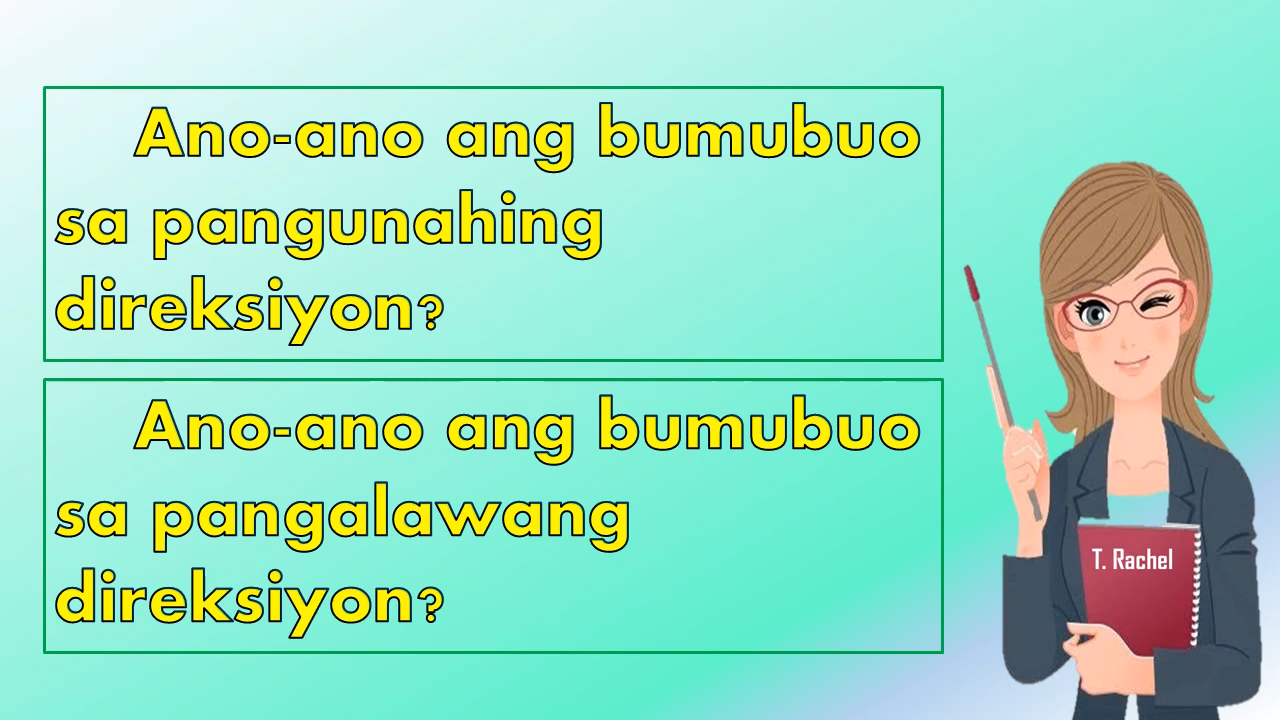 Ano-ano ang bumubuo
sa pangunahing
direksiyon?
Ano-ano ang bumubuo
sa pangalawang
direksiyon?
T. Rachel